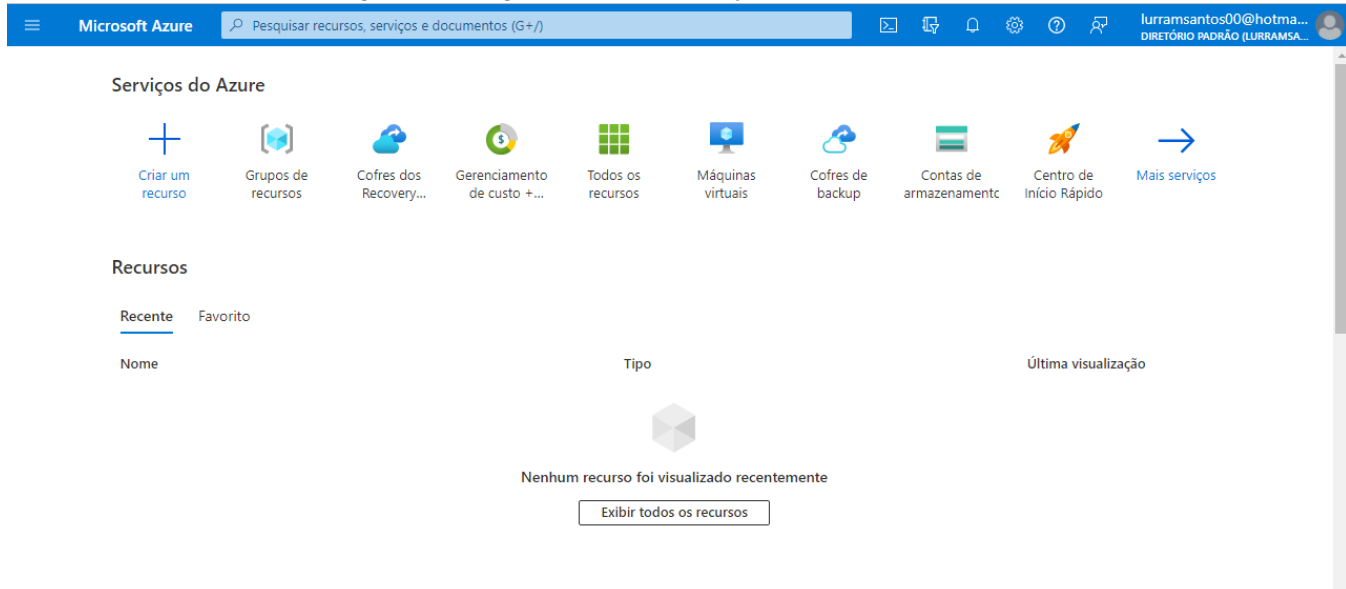 Microsoft Azure
Pesquisar recursos, serviços e documentos (G+/)
lurramsantos00@hotma...
DIRETÓRIO PADRÃO (LURRAMSA...
Serviços do Azure
Criar um
recurso
Grupos de
recursos
Cofres dos
Recovery...
Gerenciamento
de custo +...
Todos os
recursos
Máquinas
virtuais
Cofres de
backup
Contas de
armazenamento
Centro de
Início Rápido
Mais serviços
Recursos
Recente Favorito
Nome Tipo Última visualização
Nenhum recurso foi visualizado recentemente
Exibir todos os recursos